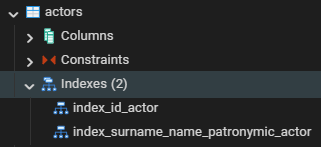 actors
Columns
Constraints
Indexes (2)
index_id_actor
index_surname_name_patronymic_actor